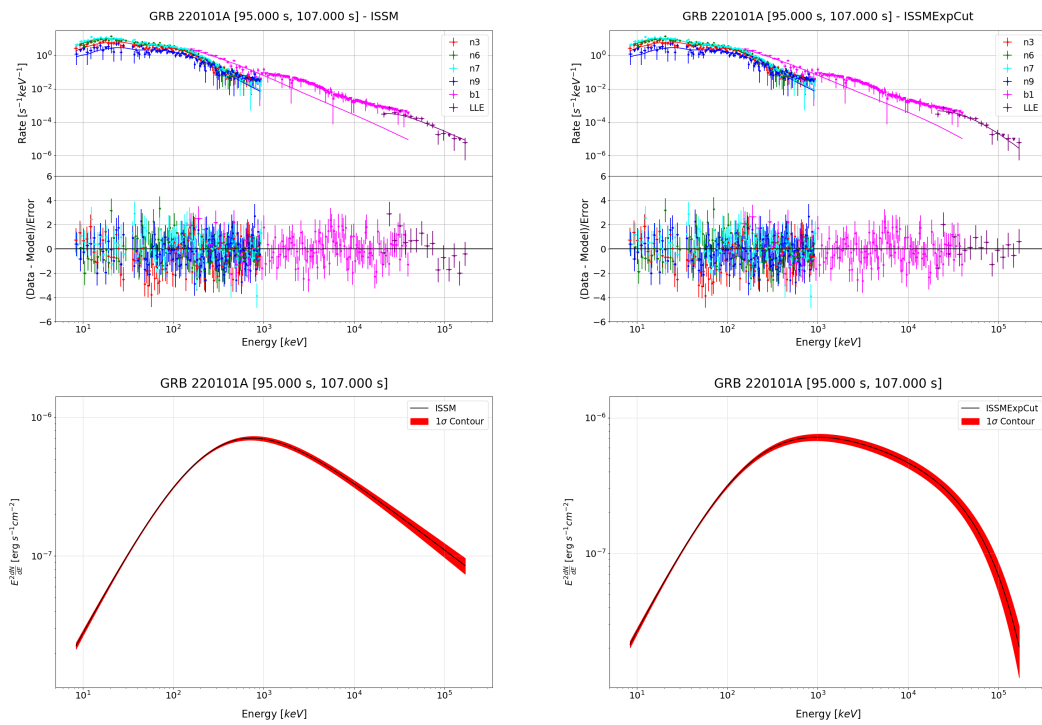 GRB 220101A [95.000 s, 107.000 s] - ISSM
n3
n6
n7
n9
b1
LLE
Rate [s⁻¹keV⁻¹]
10⁰
10⁻²
10⁻⁴
10⁻⁶
(Data - Model)/Error
6
4
2
0
−2
−4
−6
10¹ 10² 10³ 10⁴ 10⁵
Energy [keV]
GRB 220101A [95.000 s, 107.000 s] - ISSMExpCut
n3
n6
n7
n9
b1
LLE
Rate [s⁻¹keV⁻¹]
10⁰
10⁻²
10⁻⁴
10⁻⁶
(Data - Model)/Error
6
4
2
0
−2
−4
−6
10¹ 10² 10³ 10⁴ 10⁵
Energy [keV]
GRB 220101A [95.000 s, 107.000 s]
ISSM
1σ Contour
E² dN/dE [erg s⁻¹cm⁻²]
10⁻⁶
10⁻⁷
10¹ 10² 10³ 10⁴ 10⁵
Energy [keV]
GRB 220101A [95.000 s, 107.000 s]
ISSMExpCut
1σ Contour
E² dN/dE [erg s⁻¹cm⁻²]
10⁻⁶
10⁻⁷
10¹ 10² 10³ 10⁴ 10⁵
Energy [keV]